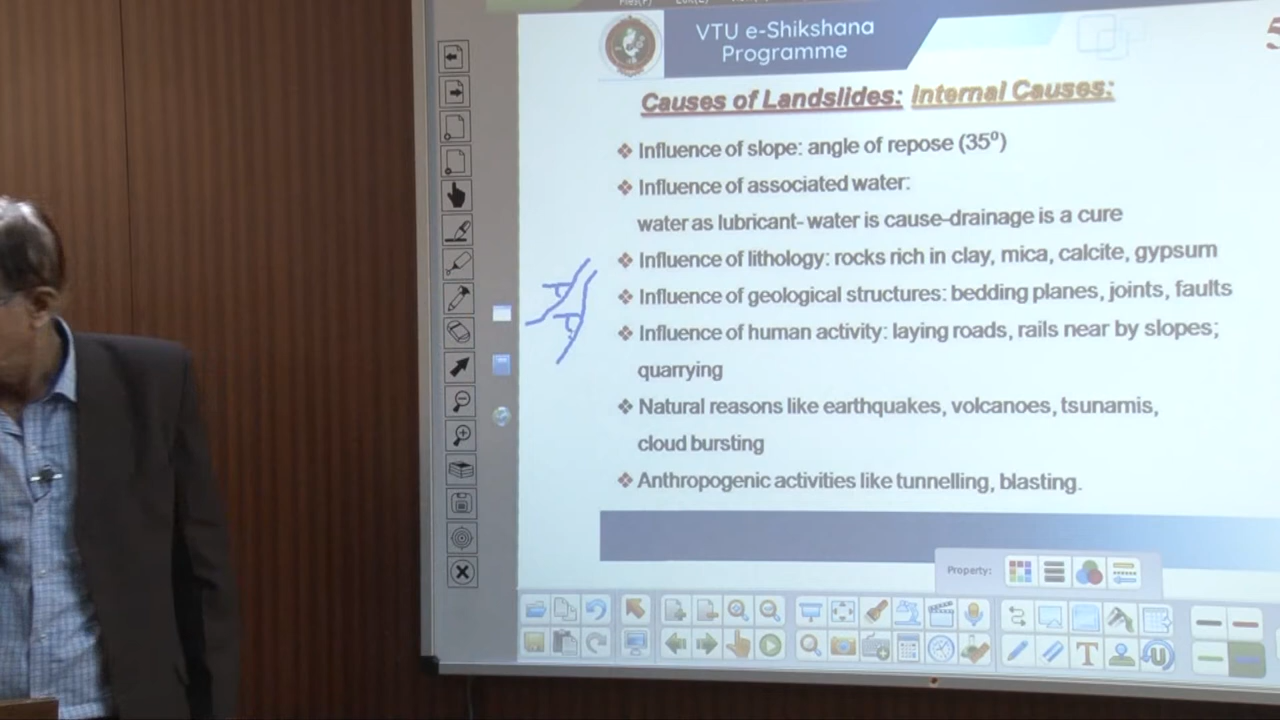 VTU e-Shikshana
Programme
5
Causes of Landslides: Internal Causes:
❖ Influence of slope: angle of repose (35⁰)
❖ Influence of associated water:
water as lubricant- water is cause-drainage is a cure
❖ Influence of lithology: rocks rich in clay, mica, calcite, gypsum
❖ Influence of geological structures: bedding planes, joints, faults
❖ Influence of human activity: laying roads, rails near by slopes;
quarrying
❖ Natural reasons like earthquakes, volcanoes, tsunamis,
cloud bursting
❖ Anthropogenic activities like tunnelling, blasting.
Property: